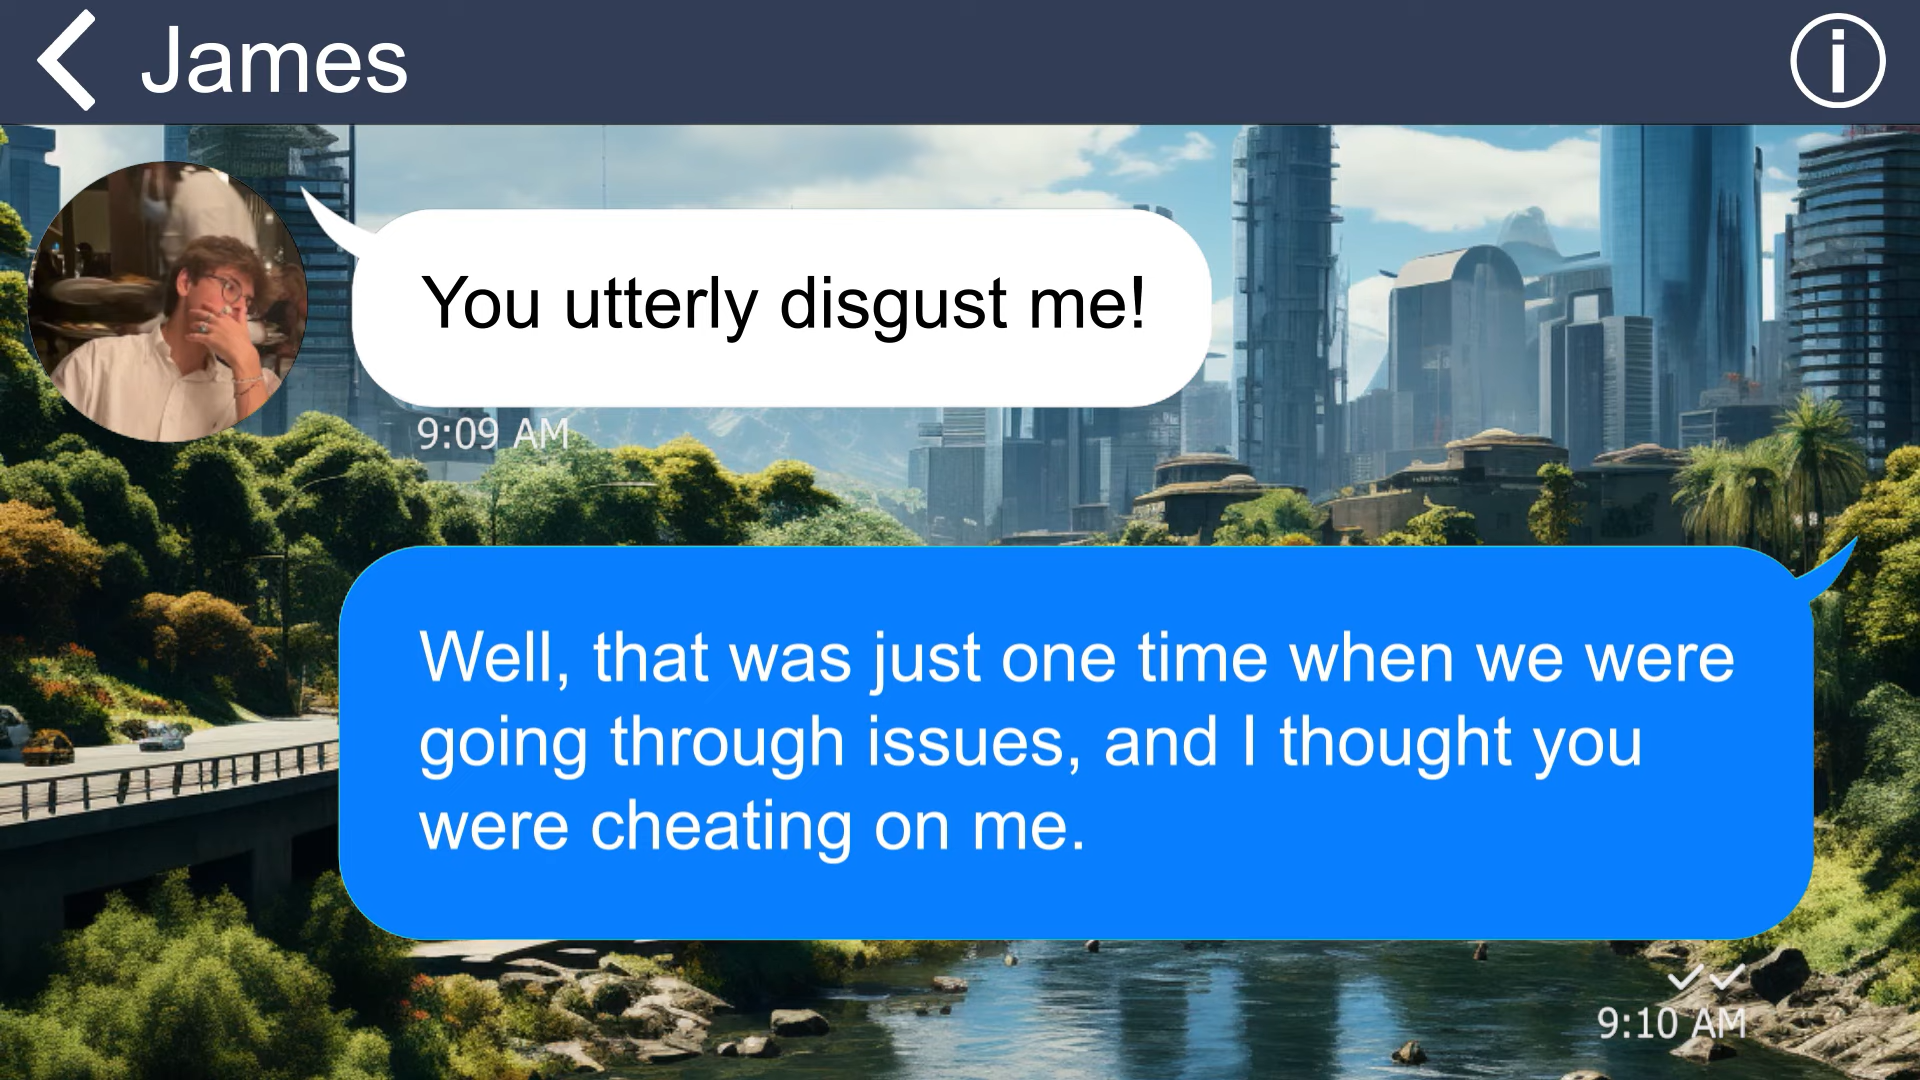 James
You utterly disgust me!
9:09 AM
Well, that was just one time when we were
going through issues, and I thought you
were cheating on me.
9:10 AM